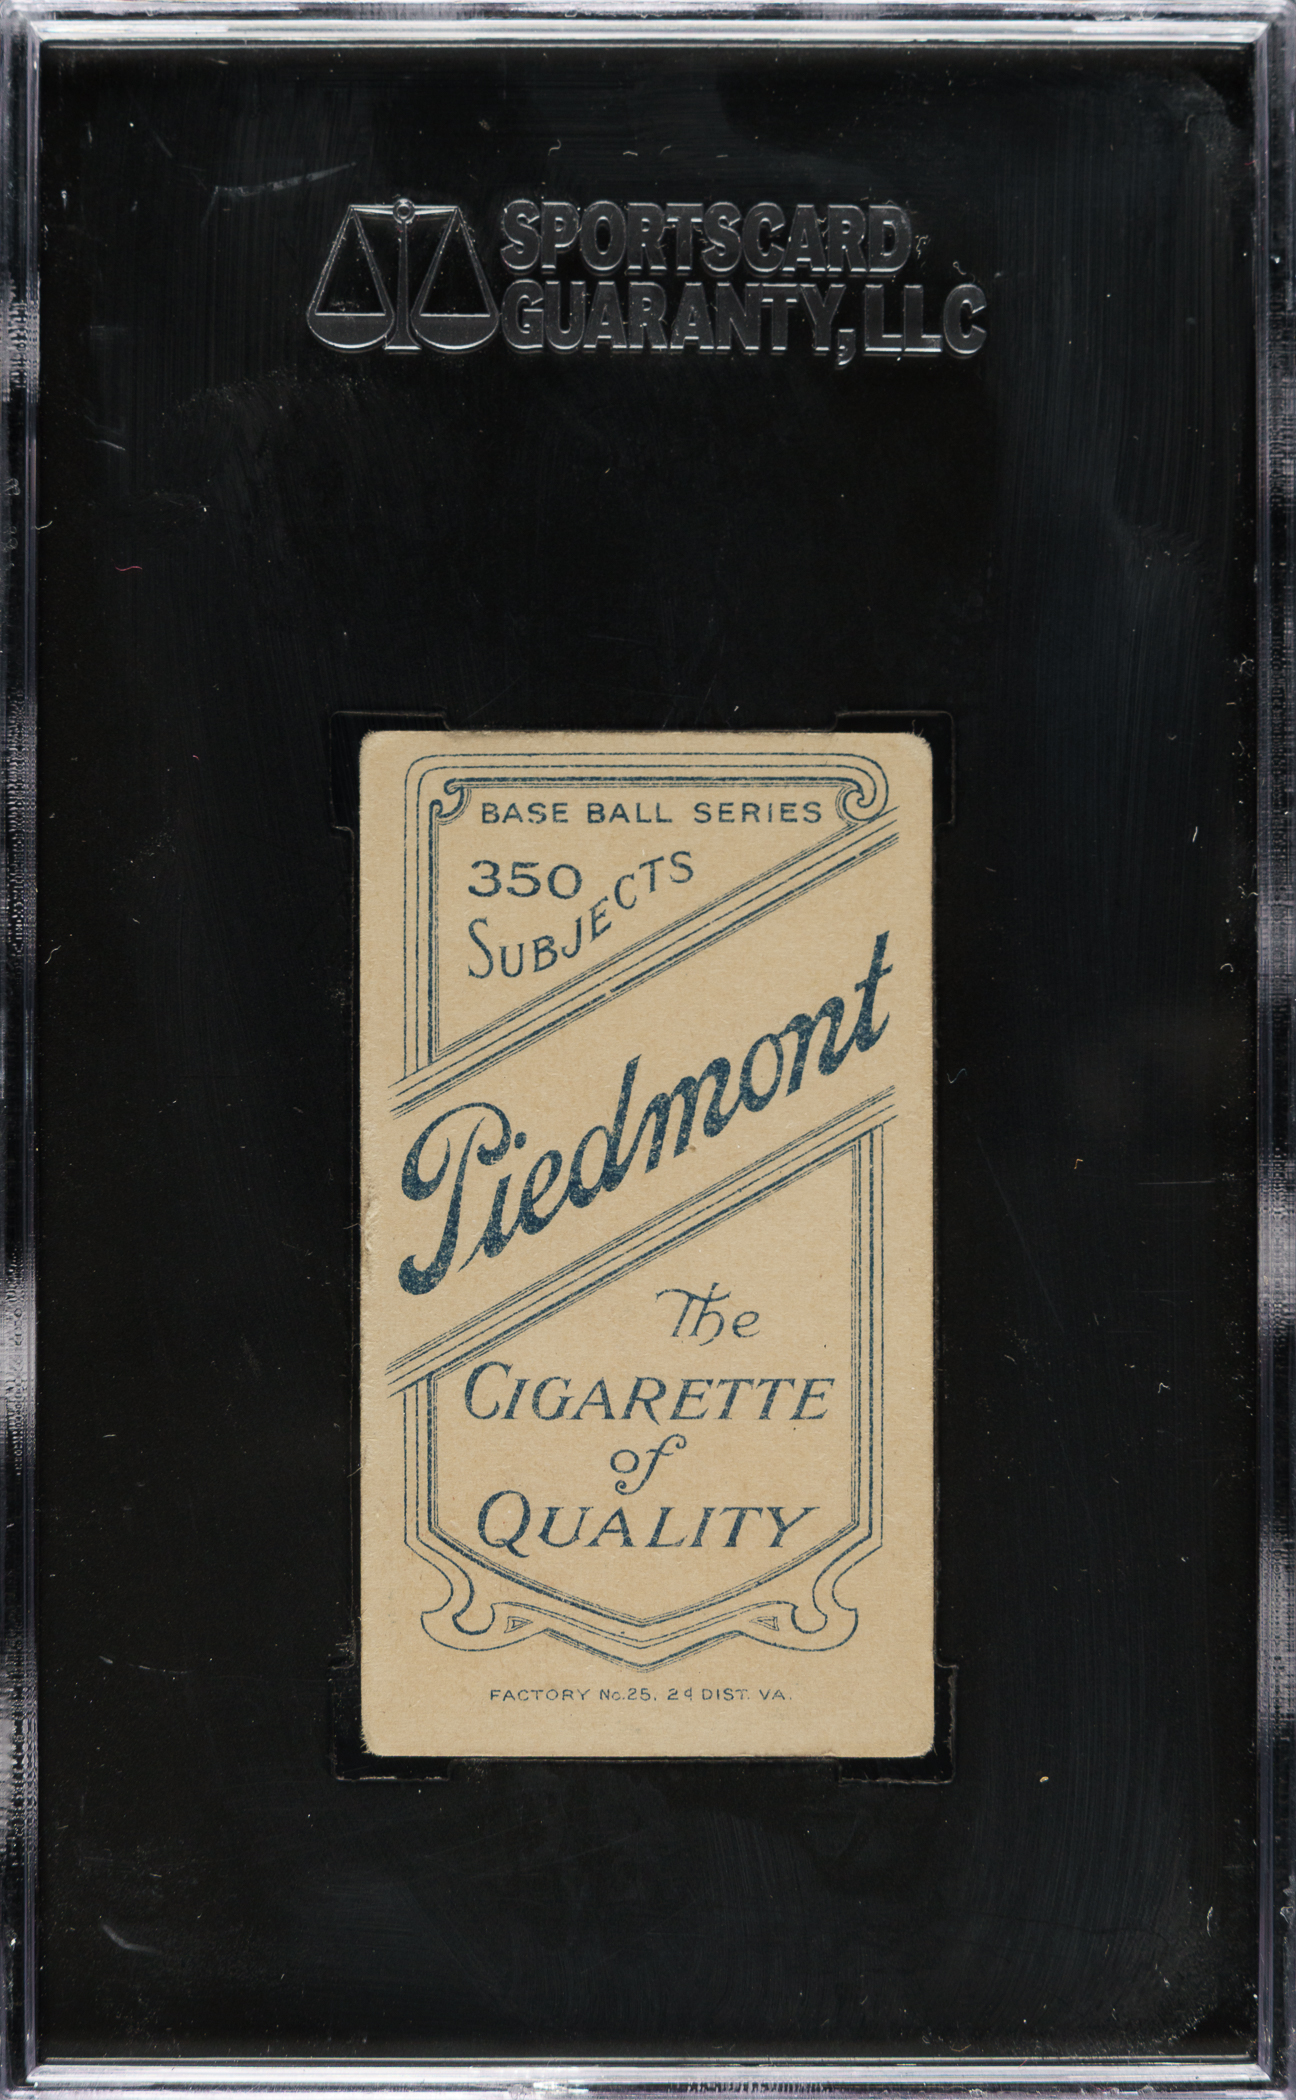 SPORTSCARD
GUARANTY, LLC
BASE BALL SERIES
350
SUBJECTS
Piedmont
The
CIGARETTE
of
QUALITY
FACTORY No.25, 2d DIST. VA.